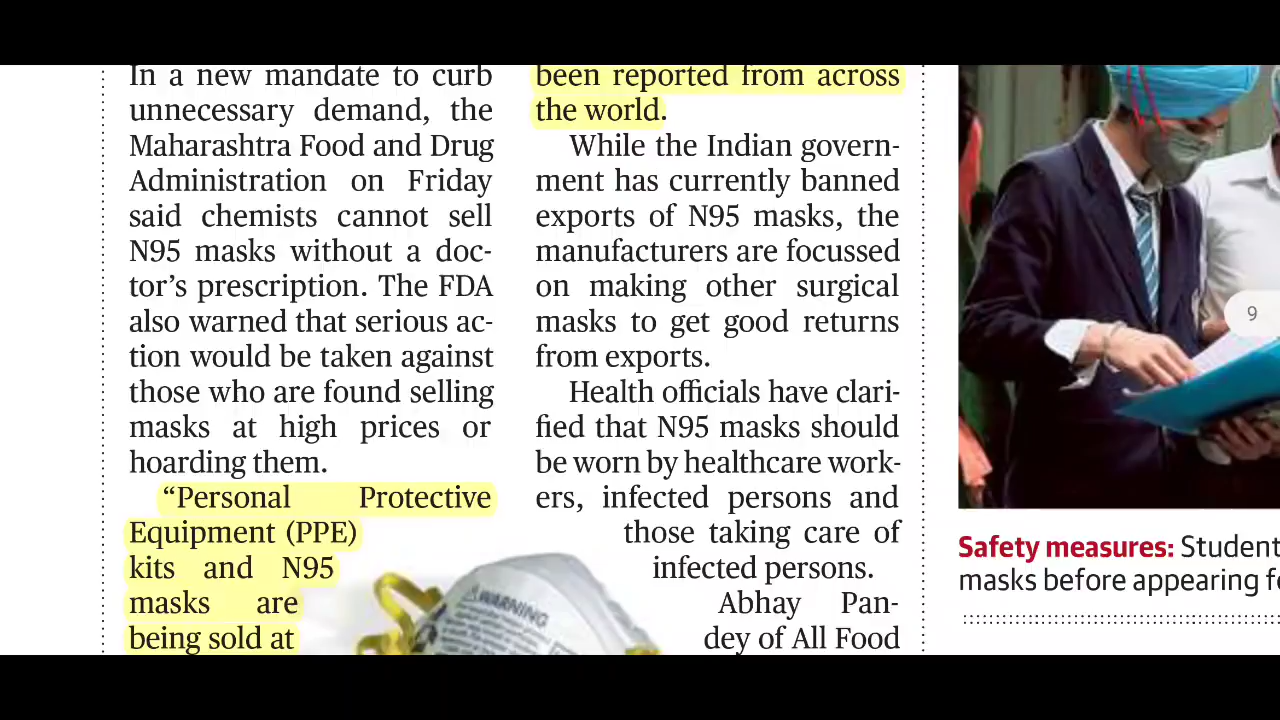 In a new mandate to curb
unnecessary demand, the
Maharashtra Food and Drug
Administration on Friday
said chemists cannot sell
N95 masks without a doc-
tor’s prescription. The FDA
also warned that serious ac-
tion would be taken against
those who are found selling
masks at high prices or
hoarding them.
“Personal Protective
Equipment (PPE)
kits and N95
masks are
being sold at
been reported from across
the world.
While the Indian govern-
ment has currently banned
exports of N95 masks, the
manufacturers are focussed
on making other surgical
masks to get good returns
from exports.
Health officials have clari-
fied that N95 masks should
be worn by healthcare work-
ers, infected persons and
those taking care of
infected persons.
Abhay Pan-
dey of All Food
WARNING
9
Safety measures: Student
masks before appearing fo